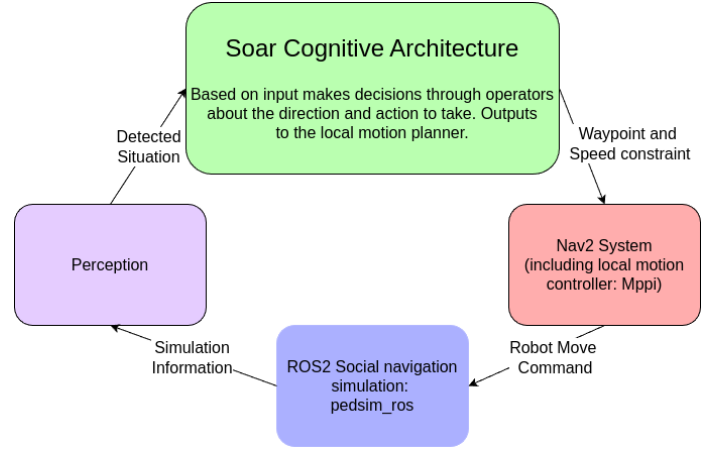 Soar Cognitive Architecture
Based on input makes decisions through operators
about the direction and action to take. Outputs
to the local motion planner.
Detected
Situation
Waypoint and
Speed constraint
Perception
Nav2 System
(including local motion
controller: Mppi)
Simulation
Information
ROS2 Social navigation
simulation:
pedsim_ros
Robot Move
Command